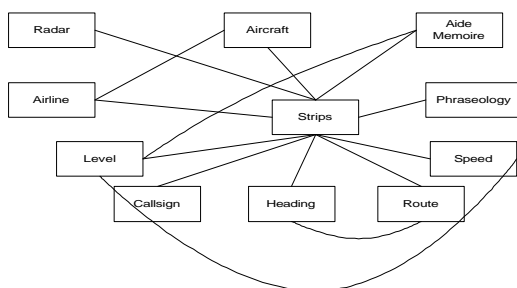 Radar
Aircraft
Aide
Memoire
Airline
Strips
Phraseology
Level
Speed
Callsign
Heading
Route